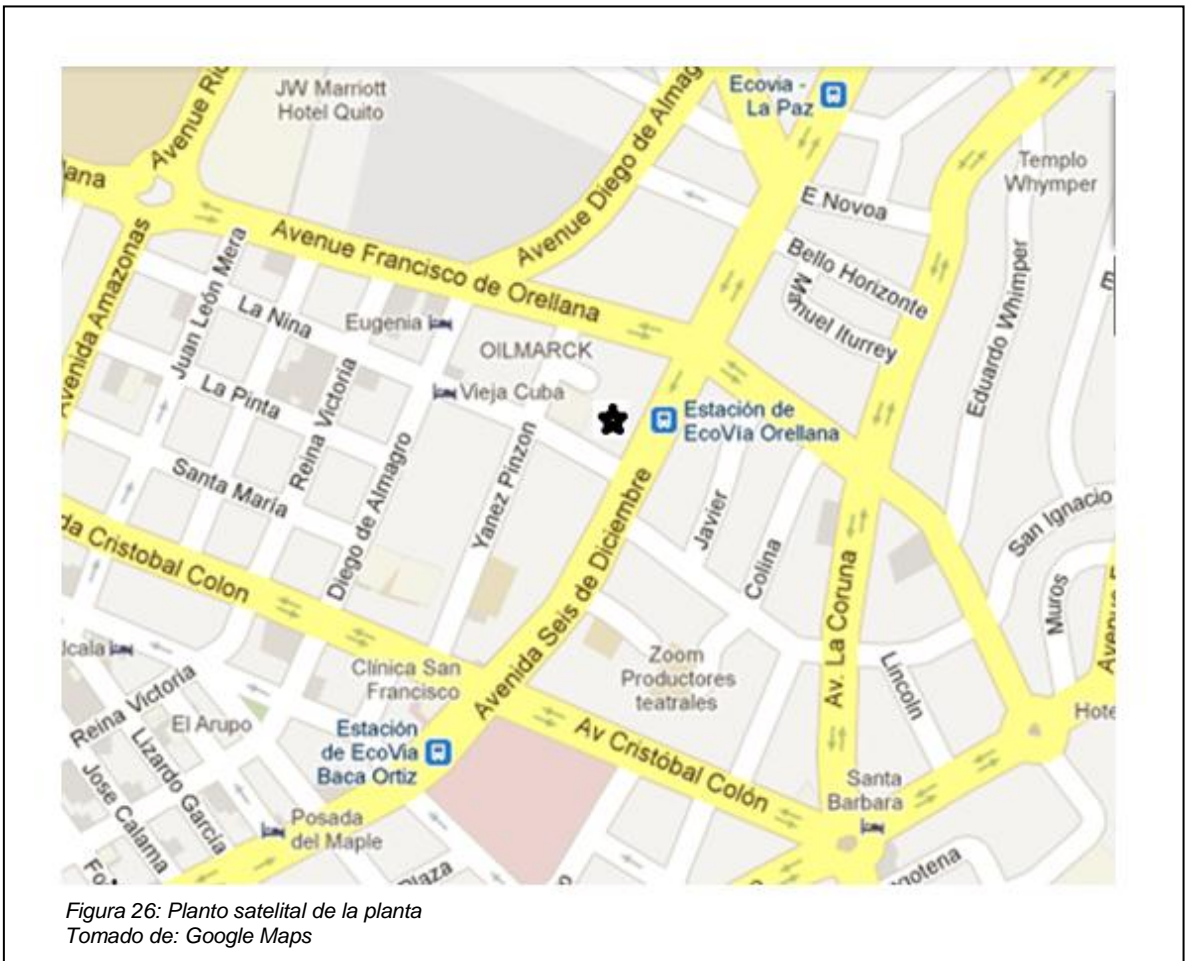 JW Marriott
Hotel Quito
Avenue Ric
Avenue Diego de Almag
Ecovia -
La Paz
Templo
Whymper
llana
E Novoa
Avenue Francisco de Orellana
Bello Horizonte
Manuel Iturrey
Avenida Amazonas
Juan León Mera
La Nina
Eugenia
OILMARCK
Eduardo Whimper
La Pinta
Reina Victoria
Vieja Cuba
Estación de
EcoVía Orellana
Santa María
Diego de Almagro
Yanez Pinzon
Avenida Seis de Diciembre
Javier
Colina
San Ignacio
Muros
da Cristobal Colon
Av. La Coruna
Lincoln
lcala
Clínica San
Francisco
Zoom
Productores
teatrales
Reina Victoria
El Arupo
Lizardo García
Jose Calama
Estación
de EcoVia
Baca Ortiz
Av Cristóbal Colón
Hote
Santa
Barbara
Posada
del Maple
Plaza
Figura 26: Planto satelital de la planta
Tomado de: Google Maps